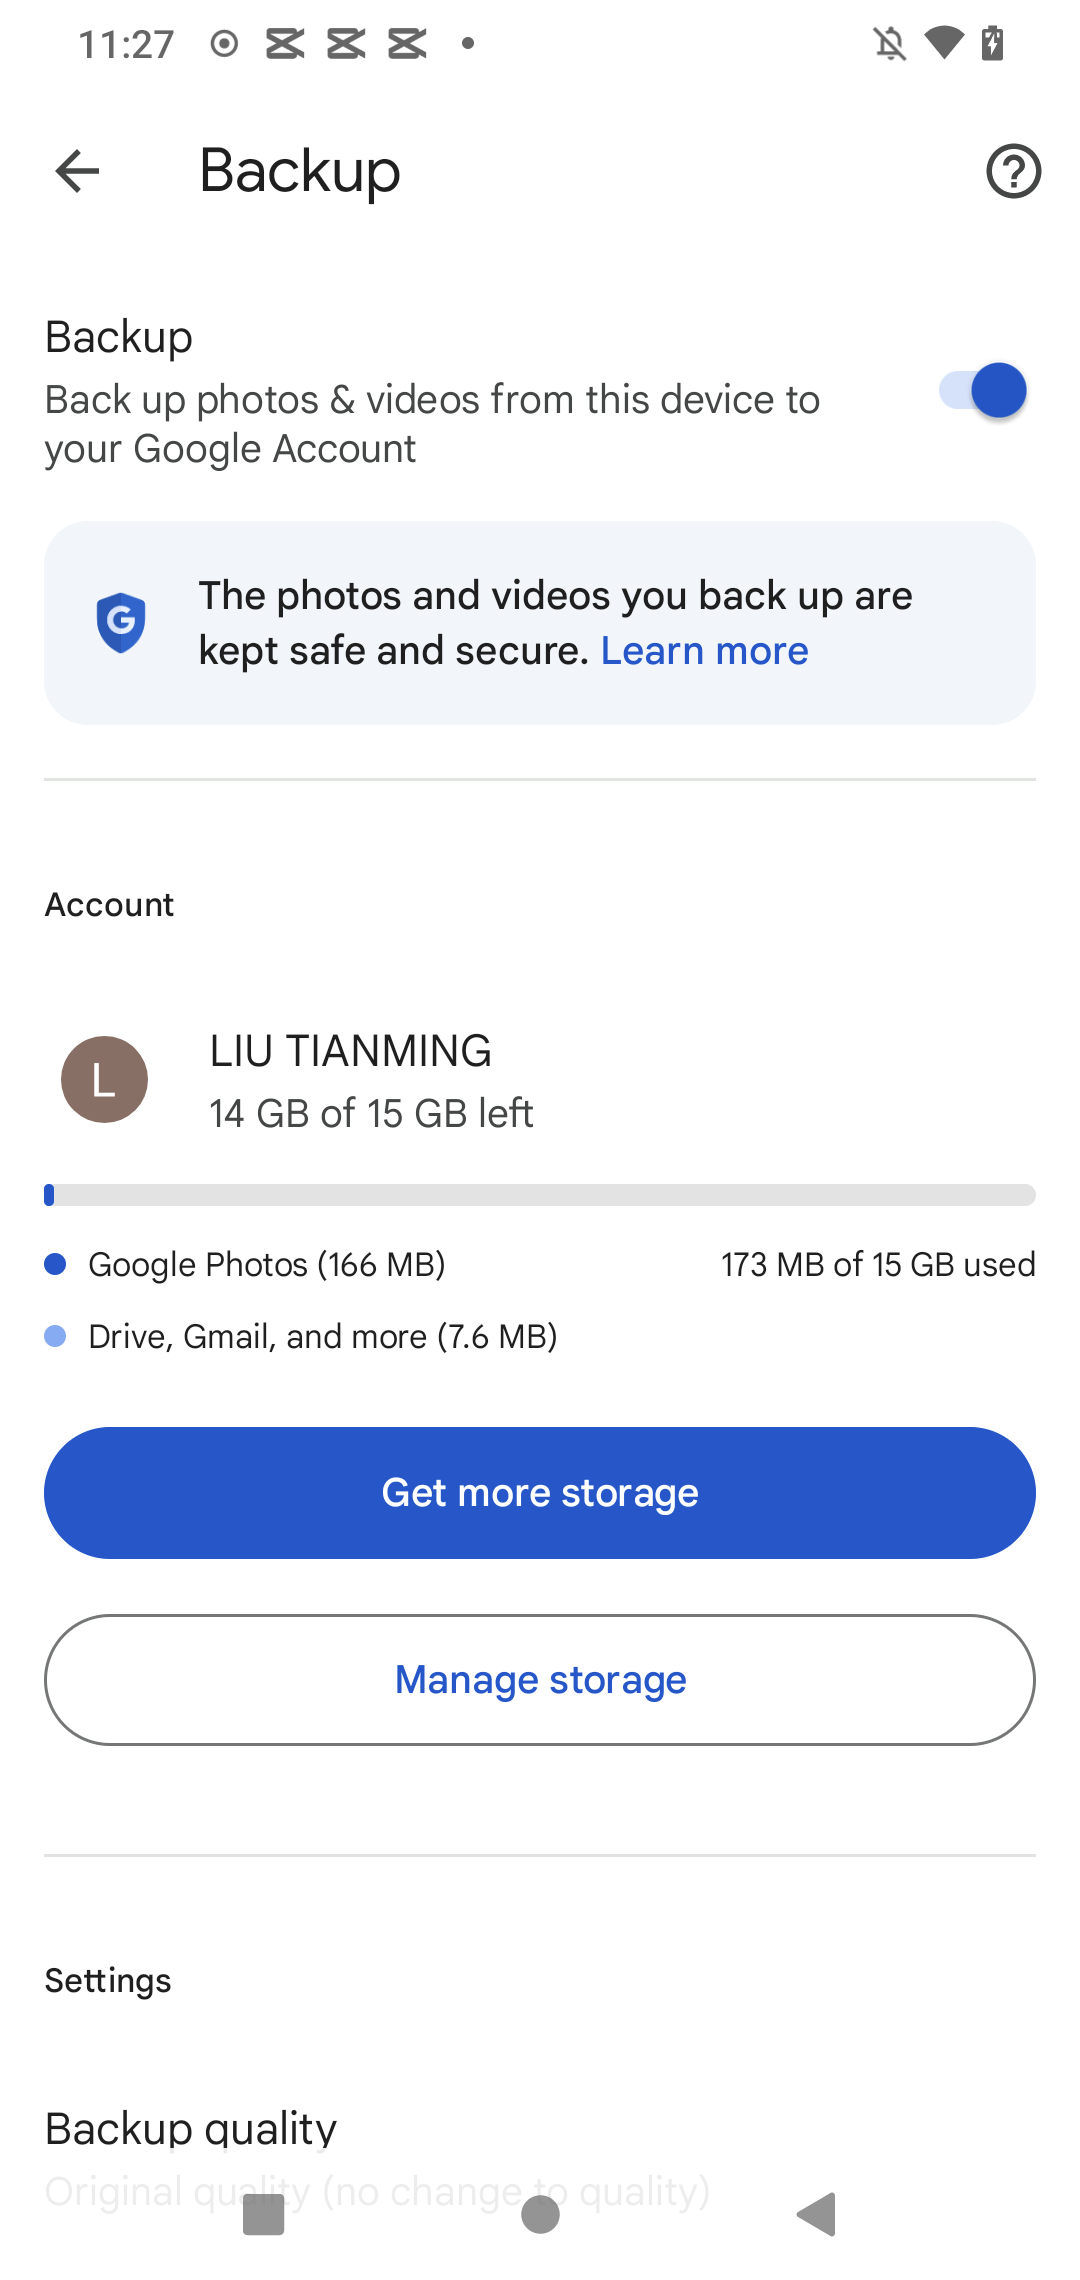 11:27
Backup
Backup
Back up photos & videos from this device to
your Google Account
G
The photos and videos you back up are
kept safe and secure. Learn more
Account
L
LIU TIANMING
14 GB of 15 GB left
Google Photos (166 MB)
173 MB of 15 GB used
Drive, Gmail, and more (7.6 MB)
Get more storage
Manage storage
Settings
Backup quality
Original quality (no change to quality)